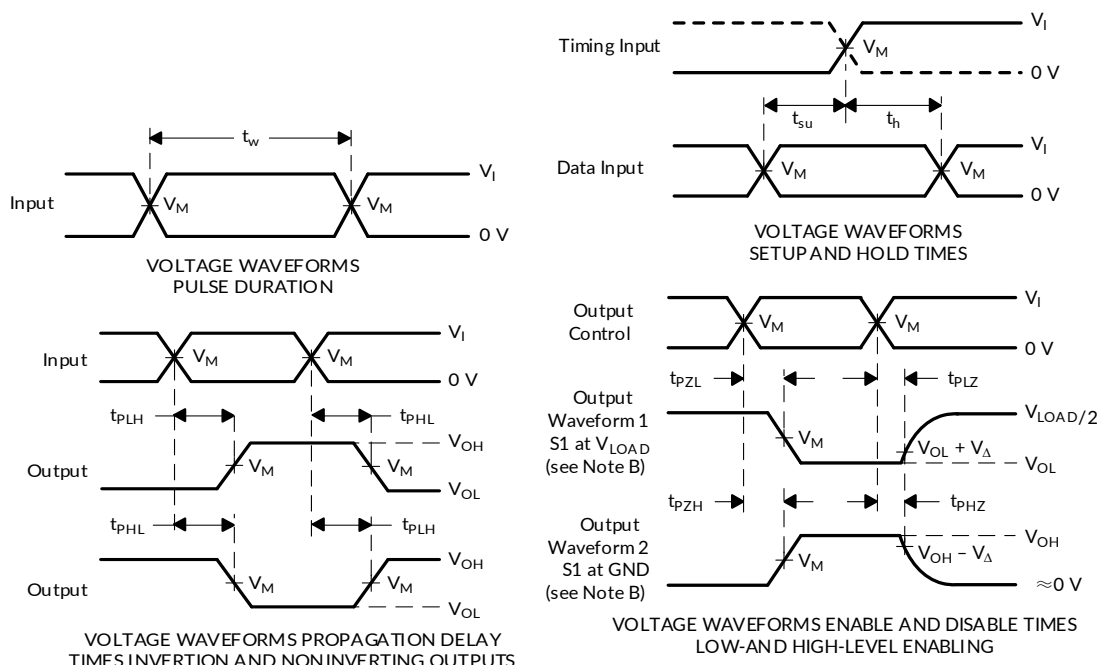 t_w
Input
V_M
V_M
V_I
0 V
VOLTAGE WAVEFORMS
PULSE DURATION
Timing Input
V_M
V_I
0 V
t_su
t_h
Data Input
V_M
V_M
V_I
0 V
VOLTAGE WAVEFORMS
SETUP AND HOLD TIMES
Input
V_M
V_M
V_I
0 V
t_PLH
t_PHL
Output
V_M
V_M
V_OH
V_OL
t_PHL
t_PLH
Output
V_M
V_M
V_OH
V_OL
VOLTAGE WAVEFORMS PROPAGATION DELAY
TIMES INVERTION AND NONINVERTING OUTPUTS
Output
Control
V_M
V_M
V_I
0 V
t_PZL
t_PLZ
Output
Waveform 1
S1 at V_LOAD
(see Note B)
V_M
V_LOAD/2
V_OL + V_Δ
V_OL
t_PZH
t_PHZ
Output
Waveform 2
S1 at GND
(see Note B)
V_M
V_OH
V_OH – V_Δ
≈0 V
VOLTAGE WAVEFORMS ENABLE AND DISABLE TIMES
LOW-AND HIGH-LEVEL ENABLING